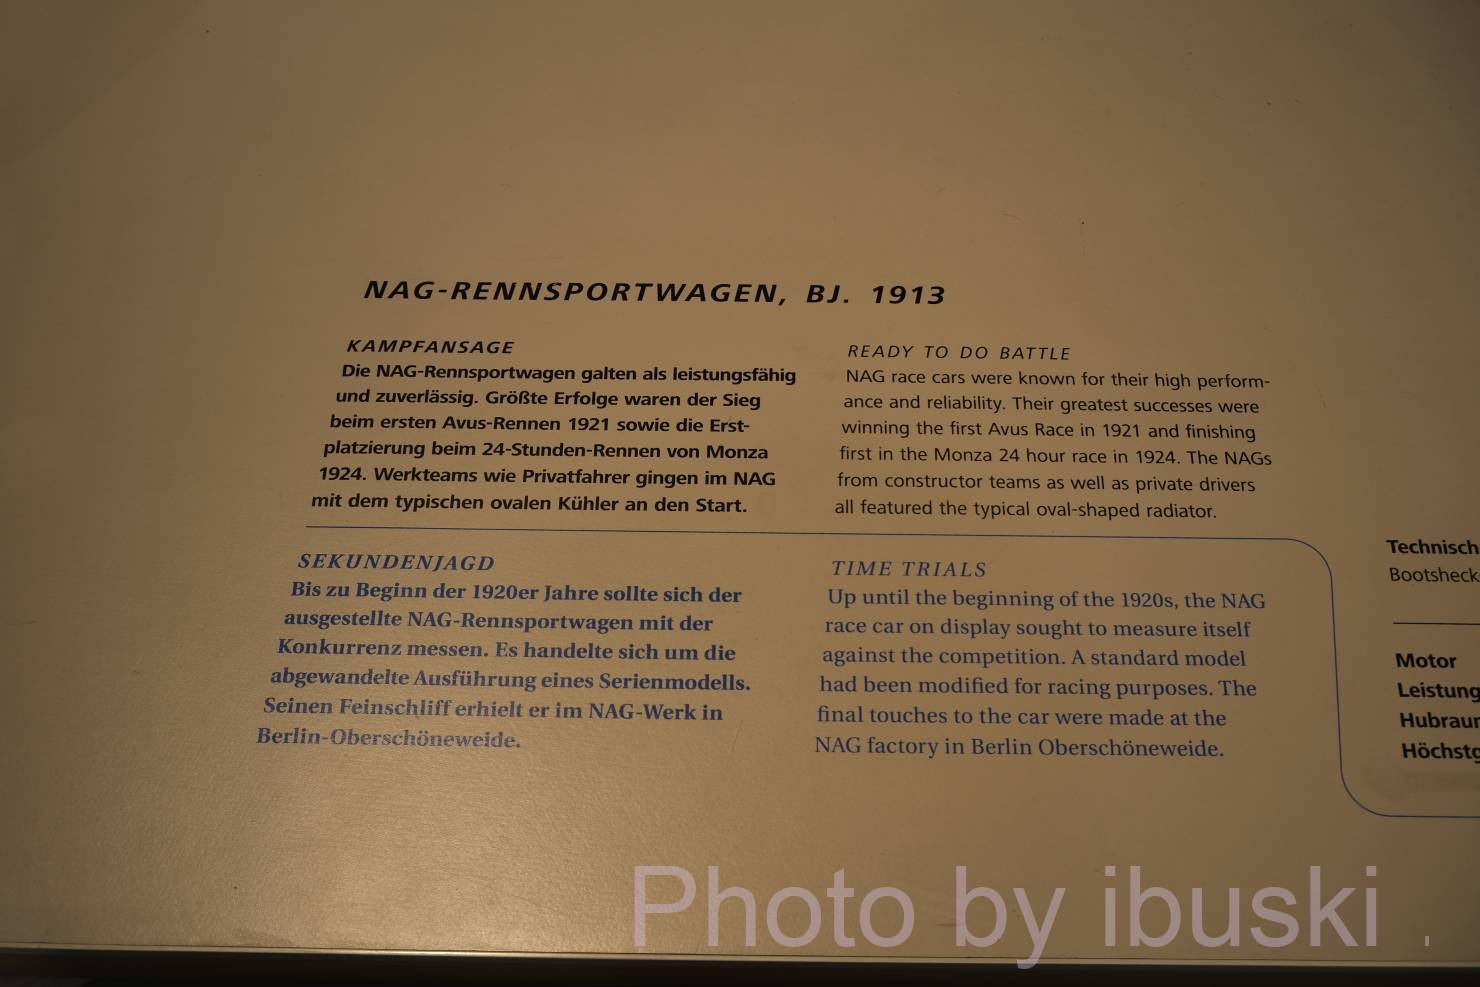 NAG-RENNSPORTWAGEN, BJ. 1913
KAMPFANSAGE
Die NAG-Rennsportwagen galten als leistungsfähig
und zuverlässig. Größte Erfolge waren der Sieg
beim ersten Avus-Rennen 1921 sowie die Erst-
platzierung beim 24-Stunden-Rennen von Monza
1924. Werkteams wie Privatfahrer gingen im NAG
mit dem typischen ovalen Kühler an den Start.
READY TO DO BATTLE
NAG race cars were known for their high perform-
ance and reliability. Their greatest successes were
winning the first Avus Race in 1921 and finishing
first in the Monza 24 hour race in 1924. The NAGs
from constructor teams as well as private drivers
all featured the typical oval-shaped radiator.
SEKUNDENJAGD
Bis zu Beginn der 1920er Jahre sollte sich der
ausgestellte NAG-Rennsportwagen mit der
Konkurrenz messen. Es handelte sich um die
abgewandelte Ausführung eines Serienmodells.
Seinen Feinschliff erhielt er im NAG-Werk in
Berlin-Oberschöneweide.
TIME TRIALS
Up until the beginning of the 1920s, the NAG
race car on display sought to measure itself
against the competition. A standard model
had been modified for racing purposes. The
final touches to the car were made at the
NAG factory in Berlin Oberschöneweide.
Technisch
Bootsheck
Motor
Leistung
Hubraum
Höchstg
Photo by ibuski .